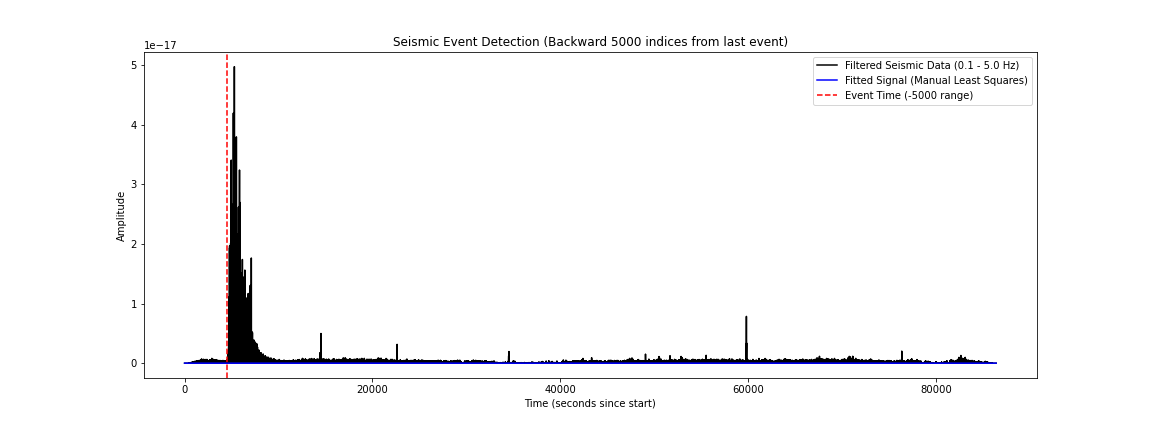 Seismic Event Detection (Backward 5000 indices from last event)
1e−17
Filtered Seismic Data (0.1 - 5.0 Hz)
Fitted Signal (Manual Least Squares)
Event Time (-5000 range)
5
4
3
2
1
0
Amplitude
0 20000 40000 60000 80000
Time (seconds since start)